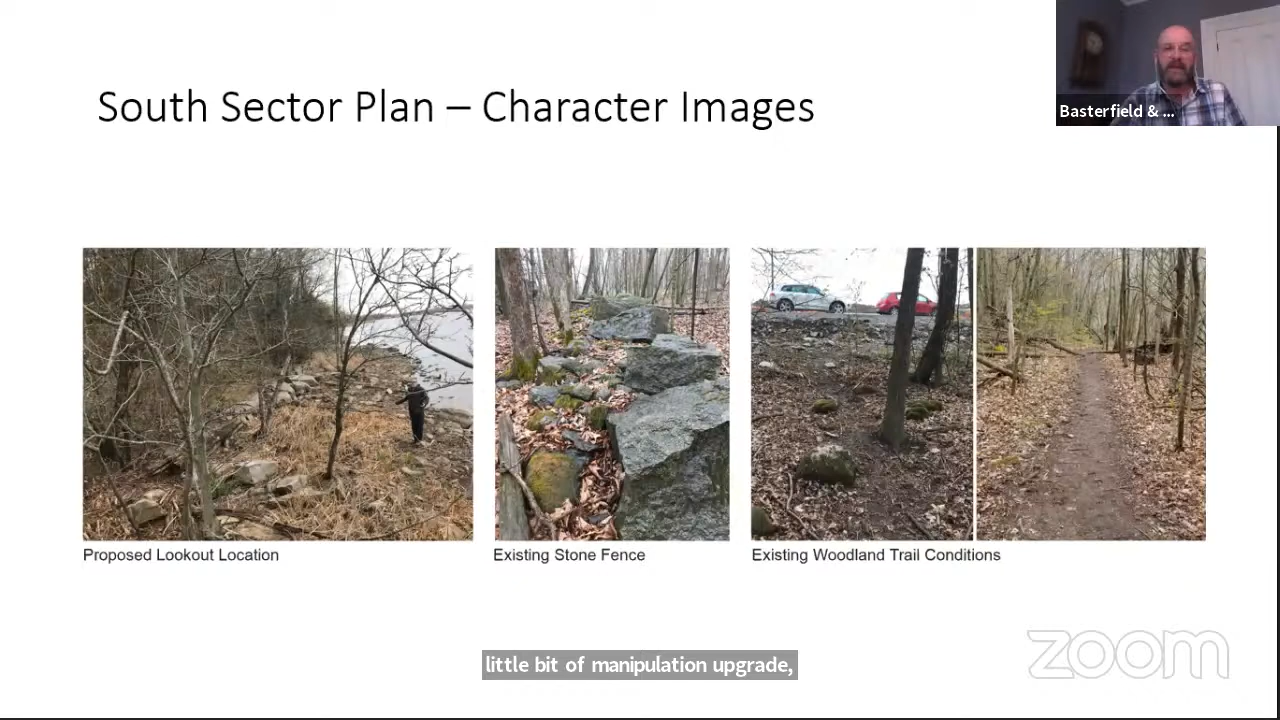 South Sector Plan – Character Images
Basterfield & ...
Proposed Lookout Location
Existing Stone Fence
Existing Woodland Trail Conditions
little bit of manipulation upgrade,
zoom